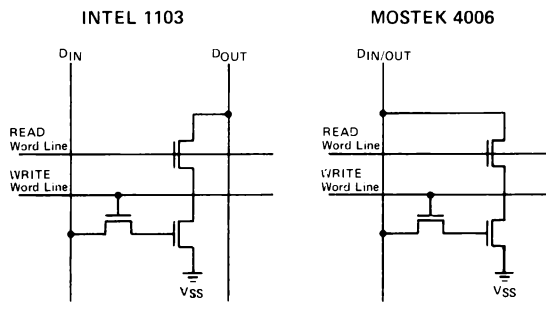 INTEL 1103
MOSTEK 4006
DIN
DOUT
DIN/OUT
READ
Word Line
READ
Word Line
WRITE
Word Line
WRITE
Word Line
VSS
VSS